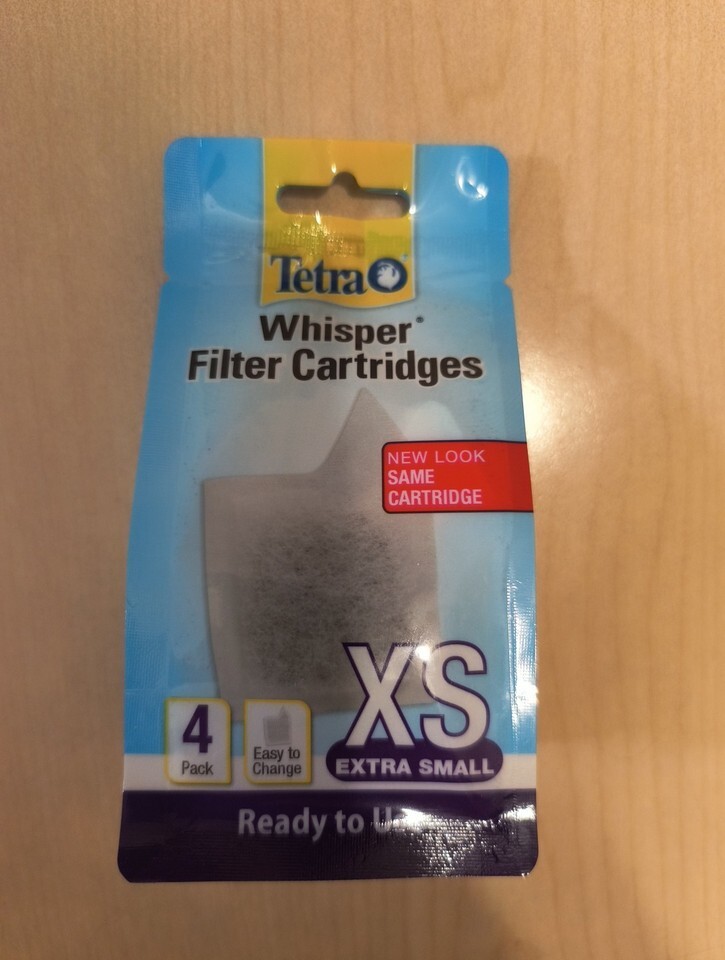 Tetra
Whisper®
Filter Cartridges
NEW LOOK
SAME
CARTRIDGE
XS
EXTRA SMALL
4
Pack
Easy to
Change
Ready to